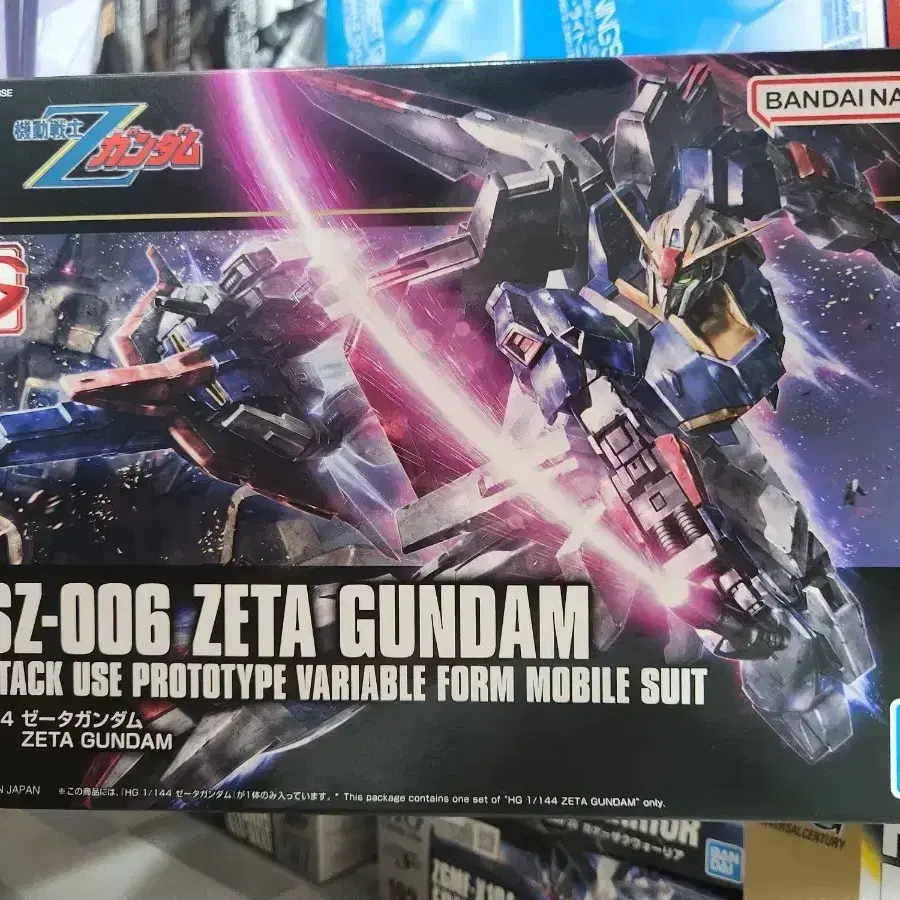 機動戦士
Zガンダム
BANDAI NA
SZ-006 ZETA GUNDAM
TACK USE PROTOTYPE VARIABLE FORM MOBILE SUIT
4 ゼータガンダム
ZETA GUNDAM
N JAPAN
※この商品には、「HG 1/144 ゼータガンダム」が1体のみ入っています。 * This package contains one set of "HG 1/144 ZETA GUNDAM" only.
BAN
DAI